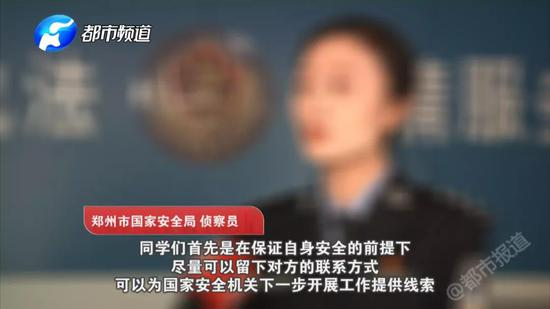 都市频道
郑州市国家安全局 侦察员
同学们首先是在保证自身安全的前提下
尽量可以留下对方的联系方式
可以为国家安全机关下一步开展工作提供线索
@都市报道